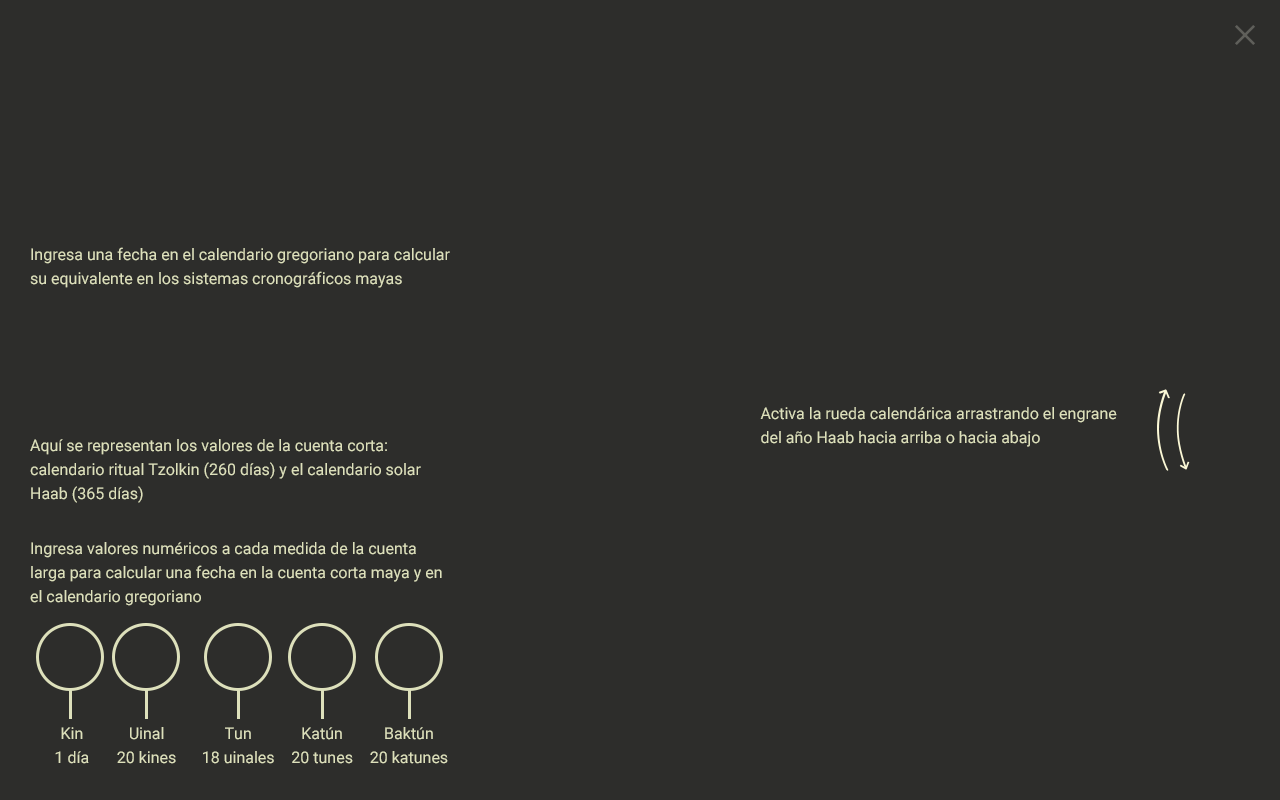 Ingresa una fecha en el calendario gregoriano para calcular
su equivalente en los sistemas cronográficos mayas
Activa la rueda calendárica arrastrando el engrane
del año Haab hacia arriba o hacia abajo
Aquí se representan los valores de la cuenta corta:
calendario ritual Tzolkin (260 días) y el calendario solar
Haab (365 días)
Ingresa valores numéricos a cada medida de la cuenta
larga para calcular una fecha en la cuenta corta maya y en
el calendario gregoriano
Kin Uinal Tun Katún Baktún
1 día 20 kines 18 uinales 20 tunes 20 katunes